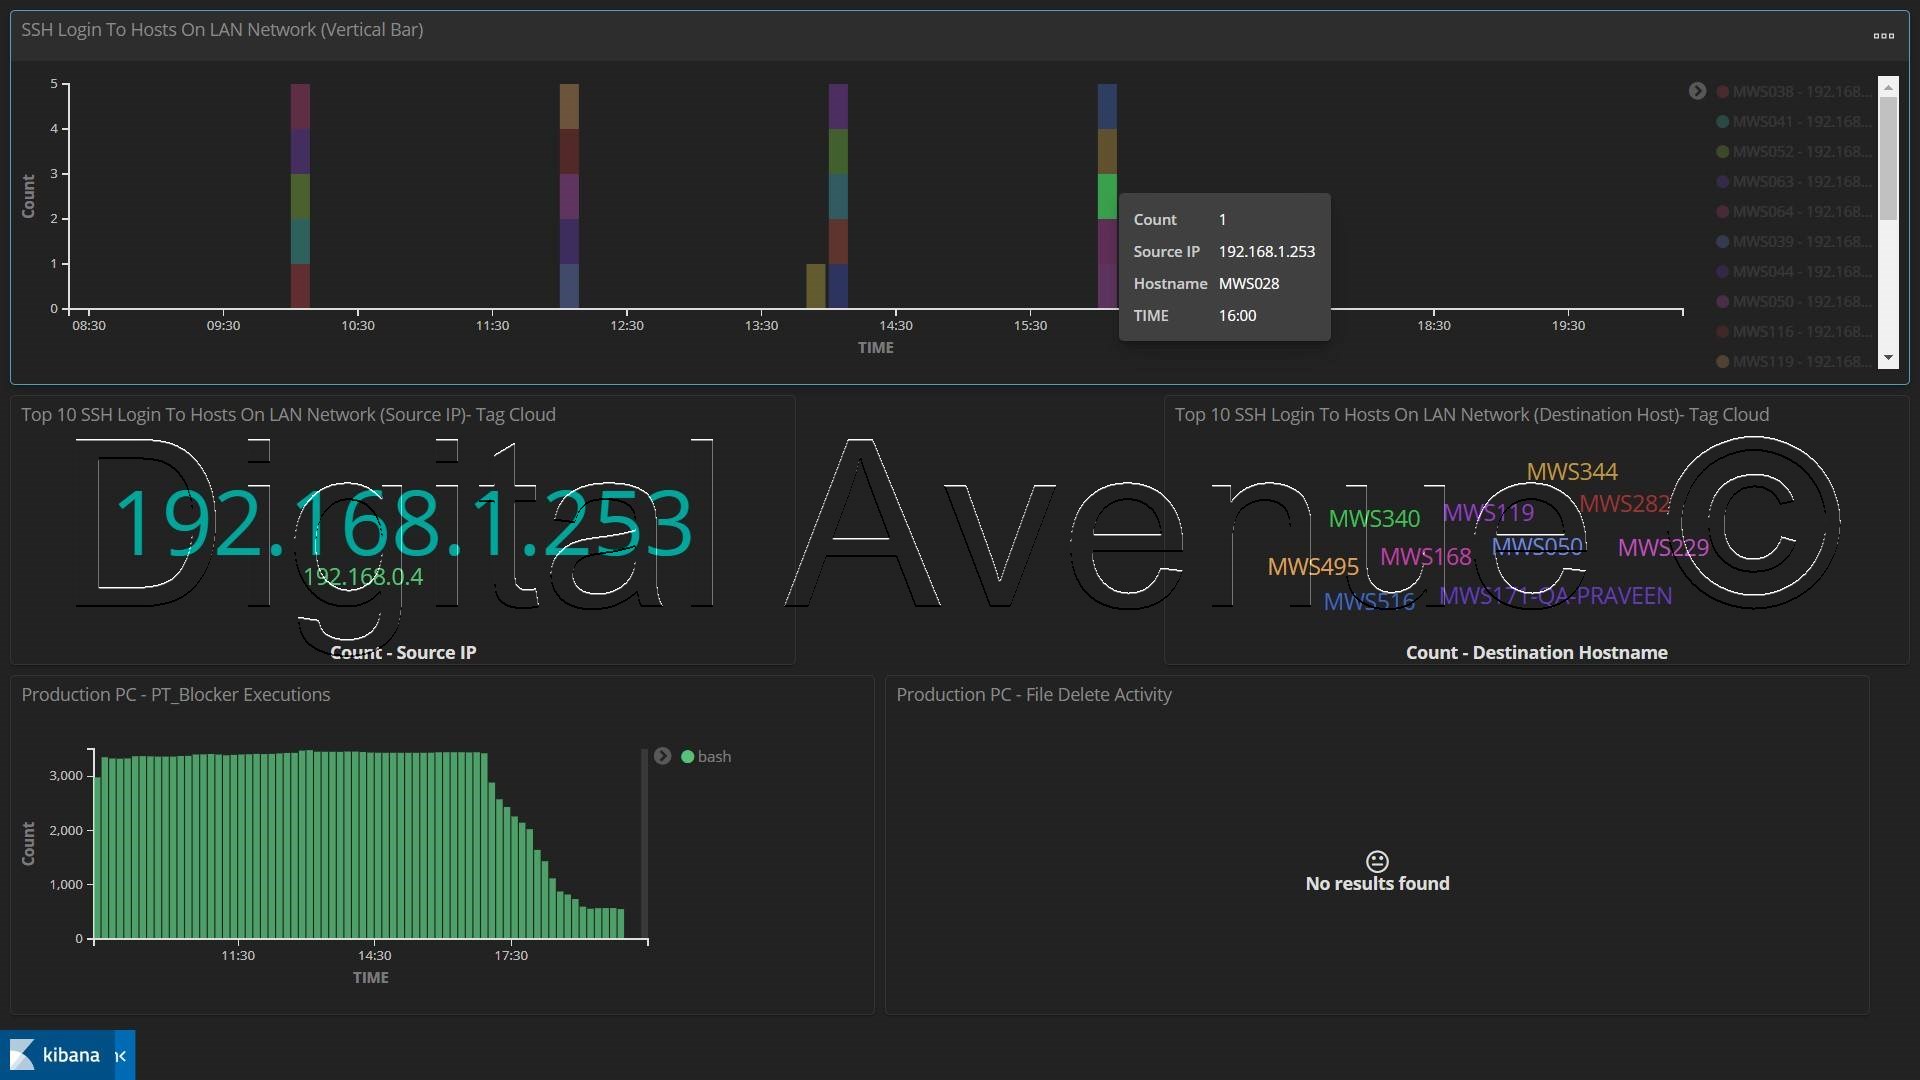 SSH Login To Hosts On LAN Network (Vertical Bar)
5
4
3
2
1
0
Count
08:30 09:30 10:30 11:30 12:30 13:30 14:30 15:30 18:30 19:30
TIME
Count 1
Source IP 192.168.1.253
Hostname MWS028
TIME 16:00
MWS038 - 192.168...
MWS041 - 192.168...
MWS052 - 192.168...
MWS063 - 192.168...
MWS064 - 192.168...
MWS039 - 192.168...
MWS044 - 192.168...
MWS050 - 192.168...
MWS116 - 192.168...
MWS119 - 192.168...
Top 10 SSH Login To Hosts On LAN Network (Source IP)- Tag Cloud
192.168.1.253
192.168.0.4
Count - Source IP
Top 10 SSH Login To Hosts On LAN Network (Destination Host)- Tag Cloud
MWS344
MWS282
MWS340 MWS119
MWS168 MWS050 MWS229
MWS495
MWS516 MWS171-QA-PRAVEEN
Count - Destination Hostname
Digital Avenue ©
Production PC - PT_Blocker Executions
3,000
2,000
1,000
0
Count
11:30 14:30 17:30
TIME
bash
Production PC - File Delete Activity
No results found
kibana